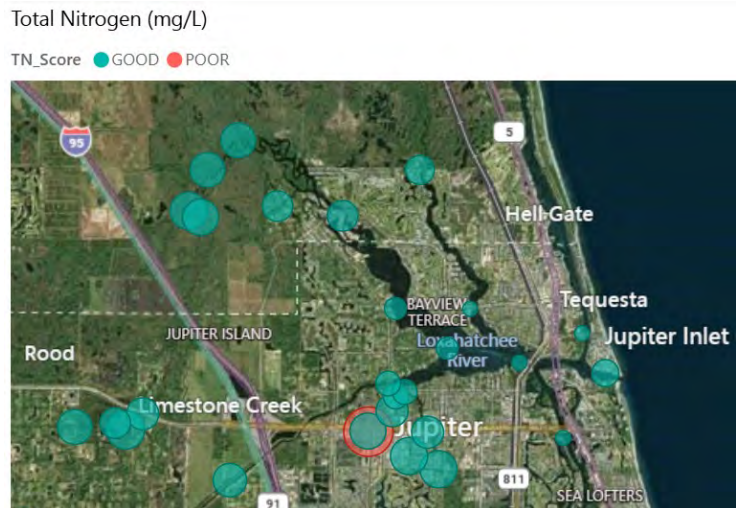 Total Nitrogen (mg/L)
TN_Score GOOD POOR
95
5
Hell Gate
BAYVIEW
TERRACE
Tequesta
JUPITER ISLAND
Loxahatchee
River
Jupiter Inlet
Rood
Limestone Creek
Jupiter
811
SEA LOFTERS
91